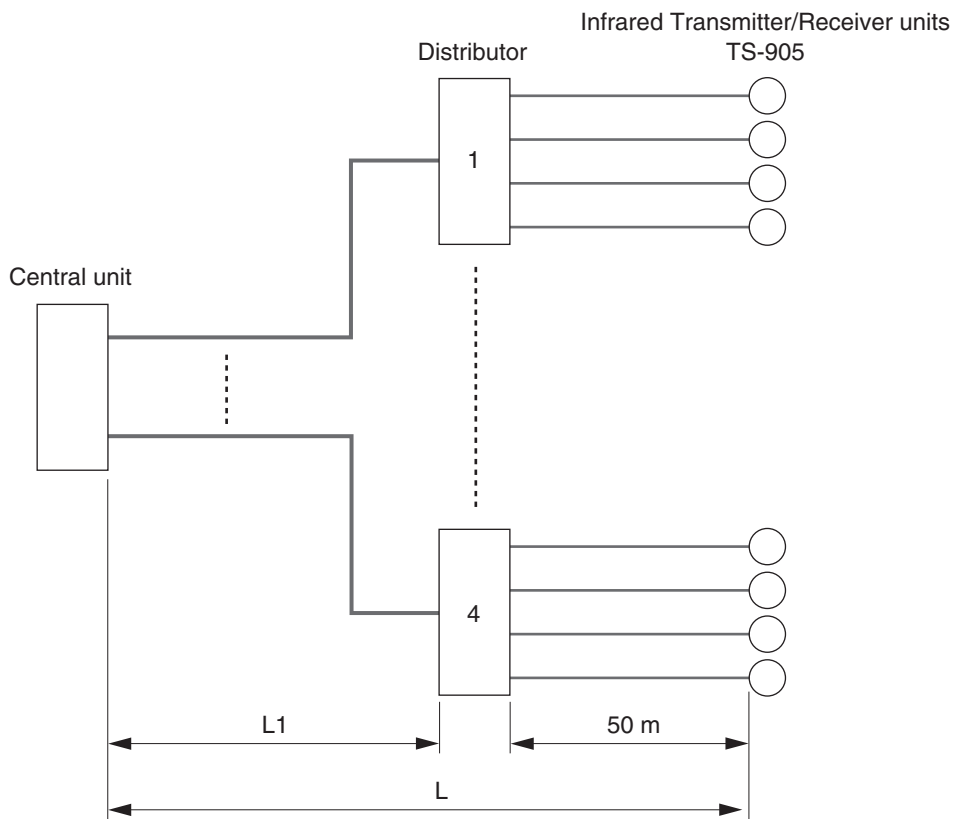 Infrared Transmitter/Receiver units
TS-905
Distributor
1
Central unit
4
L1
50 m
L